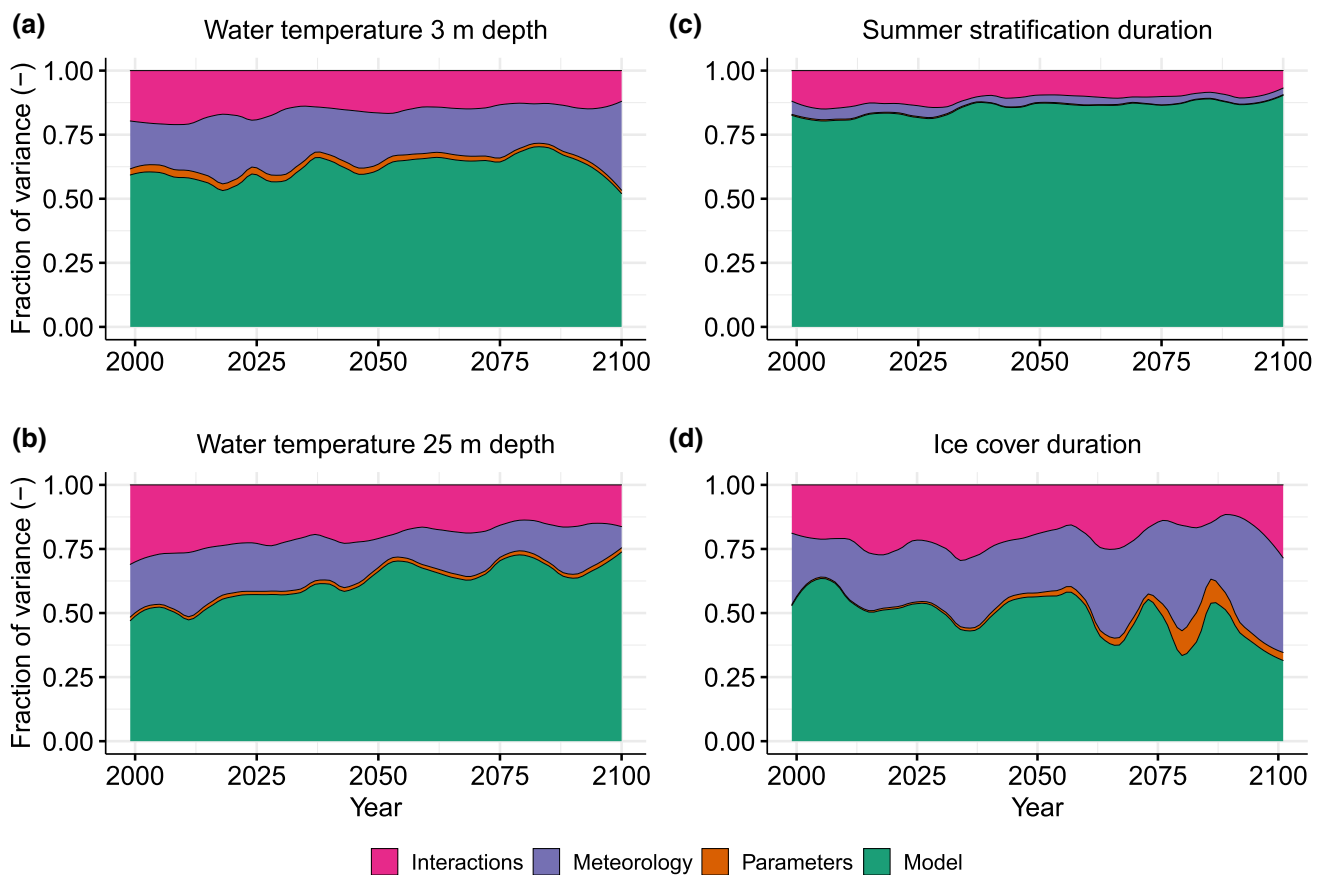 (a) Water temperature 3 m depth
Fraction of variance (−)
1.00
0.75
0.50
0.25
0.00
2000 2025 2050 2075 2100
(c) Summer stratification duration
1.00
0.75
0.50
0.25
0.00
2000 2025 2050 2075 2100
(b) Water temperature 25 m depth
Fraction of variance (−)
1.00
0.75
0.50
0.25
0.00
2000 2025 2050 2075 2100
Year
(d) Ice cover duration
1.00
0.75
0.50
0.25
0.00
2000 2025 2050 2075 2100
Year
Interactions Meteorology Parameters Model